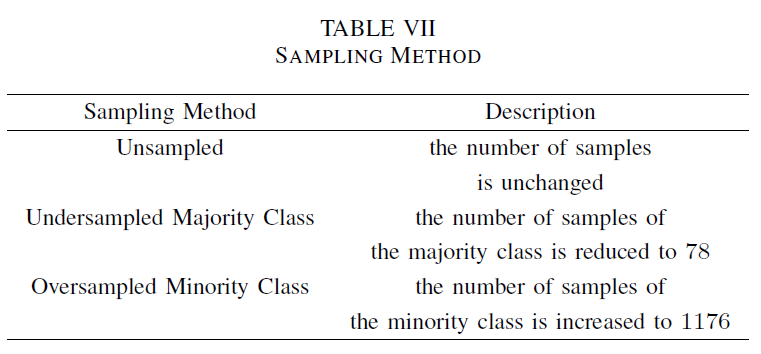 TABLE VII
SAMPLING METHOD
Sampling Method Description
Unsampled the number of samples
is unchanged
Undersampled Majority Class the number of samples of
the majority class is reduced to 78
Oversampled Minority Class the number of samples of
the minority class is increased to 1176